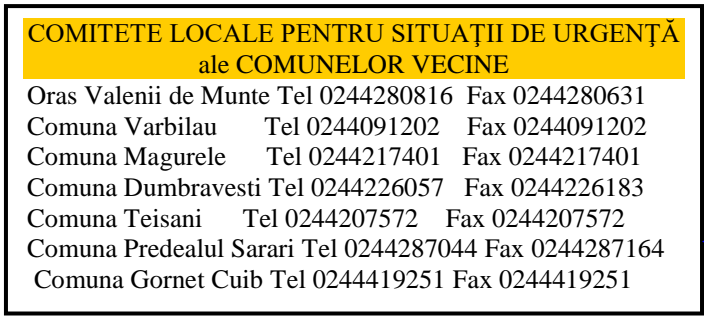 COMITETE LOCALE PENTRU SITUAŢII DE URGENŢĂ
ale COMUNELOR VECINE
Oras Valenii de Munte Tel 0244280816 Fax 0244280631
Comuna Varbilau Tel 0244091202 Fax 0244091202
Comuna Magurele Tel 0244217401 Fax 0244217401
Comuna Dumbravesti Tel 0244226057 Fax 0244226183
Comuna Teisani Tel 0244207572 Fax 0244207572
Comuna Predealul Sarari Tel 0244287044 Fax 0244287164
Comuna Gornet Cuib Tel 0244419251 Fax 0244419251